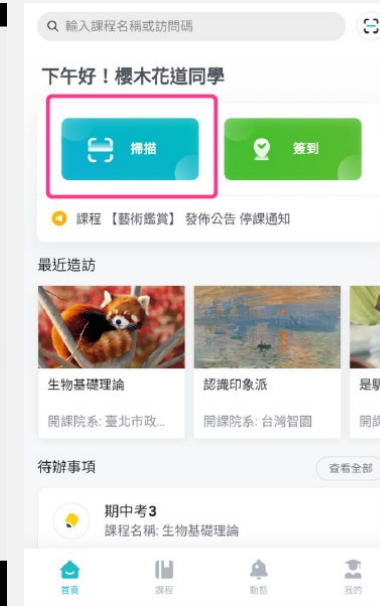 輸入課程名稱或訪問碼
下午好！櫻木花道同學
掃描
簽到
課程 【藝術鑑賞】 發佈公告 停課通知
最近造訪
生物基礎理論
認識印象派
開課院系: 臺北市政...
開課院系: 台灣智園
待辦事項
查看全部
期中考3
課程名稱: 生物基礎理論
首頁
課程
動態
我的